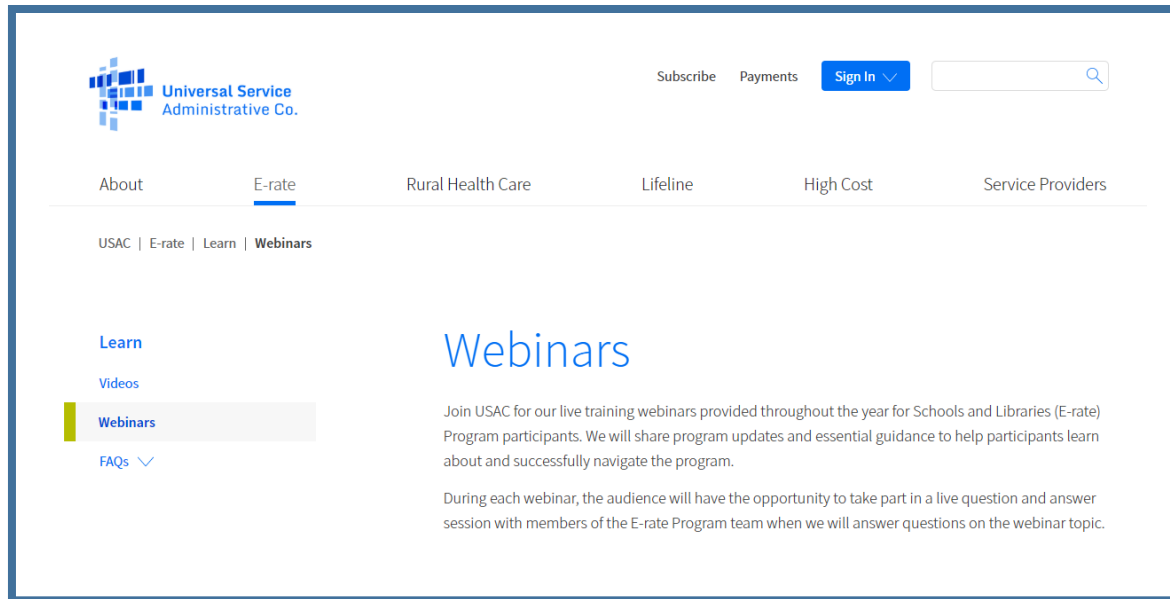 Universal Service
Administrative Co.
Subscribe Payments Sign In
About E-rate Rural Health Care Lifeline High Cost Service Providers
USAC | E-rate | Learn | Webinars
Learn
Videos
Webinars
FAQs
Webinars
Join USAC for our live training webinars provided throughout the year for Schools and Libraries (E-rate)
Program participants. We will share program updates and essential guidance to help participants learn
about and successfully navigate the program.
During each webinar, the audience will have the opportunity to take part in a live question and answer
session with members of the E-rate Program team when we will answer questions on the webinar topic.